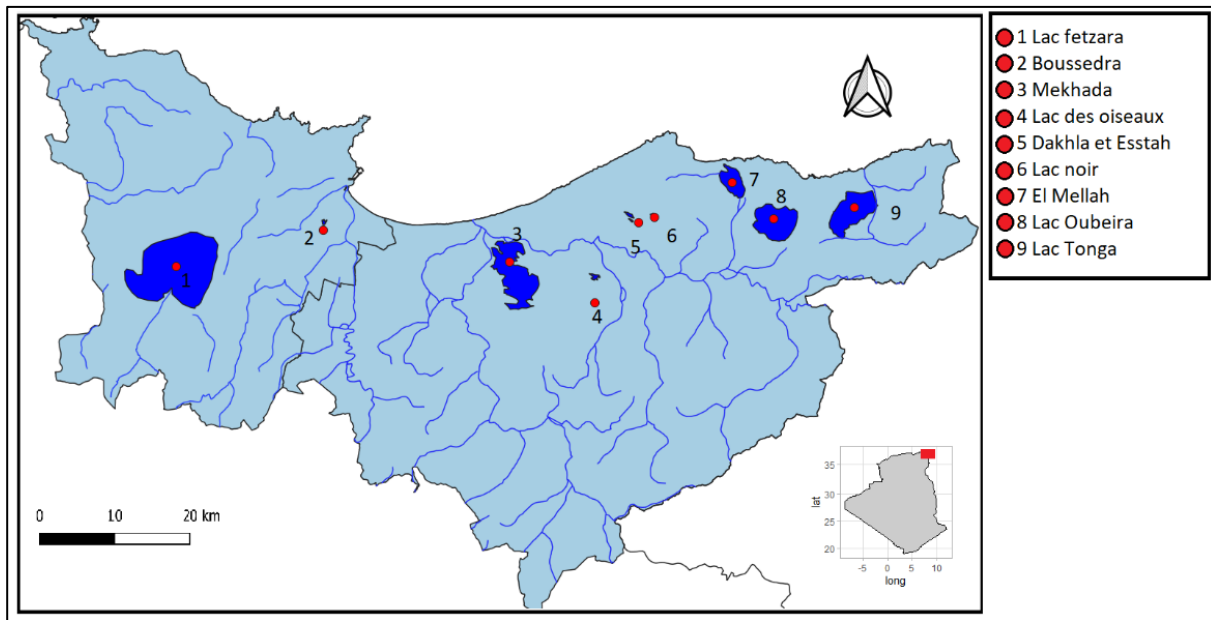 1 Lac fetzara
2 Boussedra
3 Mekhada
4 Lac des oiseaux
5 Dakhla et Esstah
6 Lac noir
7 El Mellah
8 Lac Oubeira
9 Lac Tonga
7
8
9
2
3
5
6
1
4
0 10 20 km
35
30
25
20
lat
-5 0 5 10
long